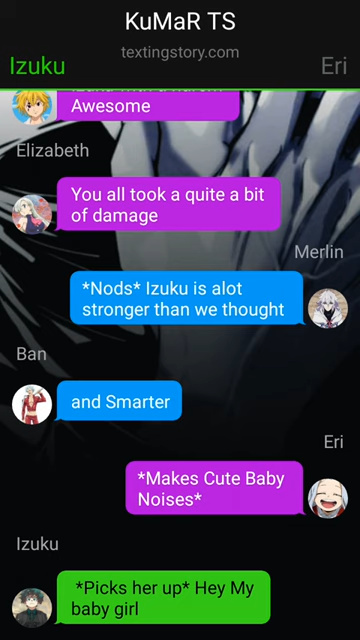 KuMaR TS
textingstory.com
Izuku
Eri
Awesome
Elizabeth
You all took a quite a bit
of damage
Merlin
*Nods* Izuku is alot
stronger than we thought
Ban
and Smarter
Eri
*Makes Cute Baby
Noises*
Izuku
*Picks her up* Hey My
baby girl